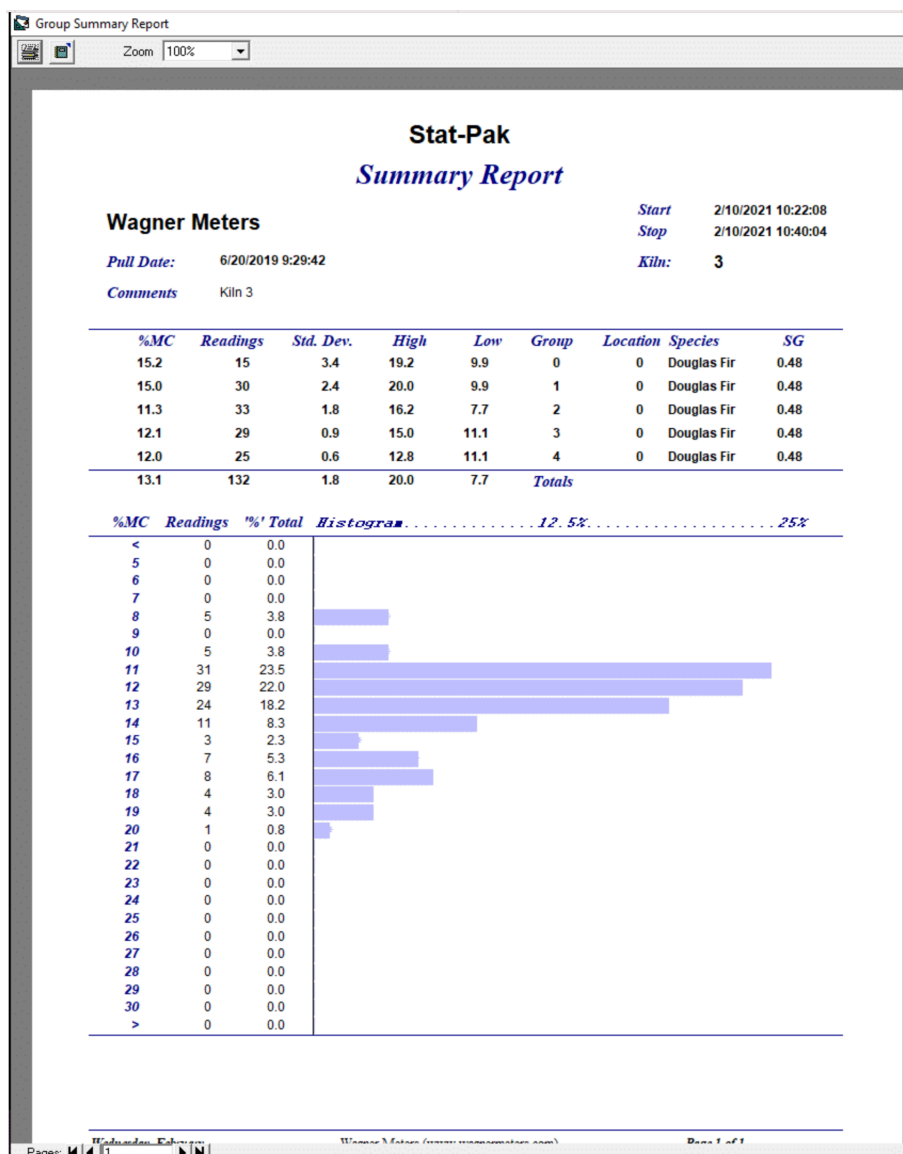 Group Summary Report
Zoom 100%
Stat-Pak
Summary Report
Wagner Meters
Start 2/10/2021 10:22:08
Stop 2/10/2021 10:40:04
Pull Date: 6/20/2019 9:29:42
Kiln: 3
Comments Kiln 3
%MC Readings Std. Dev. High Low Group Location Species SG
15.2 15 3.4 19.2 9.9 0 0 Douglas Fir 0.48
15.0 30 2.4 20.0 9.9 1 0 Douglas Fir 0.48
11.3 33 1.8 16.2 7.7 2 0 Douglas Fir 0.48
12.1 29 0.9 15.0 11.1 3 0 Douglas Fir 0.48
12.0 25 0.6 12.8 11.1 4 0 Douglas Fir 0.48
13.1 132 1.8 20.0 7.7 Totals
%MC Readings '%' Total Histogram..............12.5%....................25%
< 0 0.0
5 0 0.0
6 0 0.0
7 0 0.0
8 5 3.8
9 0 0.0
10 5 3.8
11 31 23.5
12 29 22.0
13 24 18.2
14 11 8.3
15 3 2.3
16 7 5.3
17 8 6.1
18 4 3.0
19 4 3.0
20 1 0.8
21 0 0.0
22 0 0.0
23 0 0.0
24 0 0.0
25 0 0.0
26 0 0.0
27 0 0.0
28 0 0.0
29 0 0.0
30 0 0.0
> 0 0.0
Wednesday, February Wagner Meters (www.wagnermeters.com) Page 1 of 1
Pages: 1